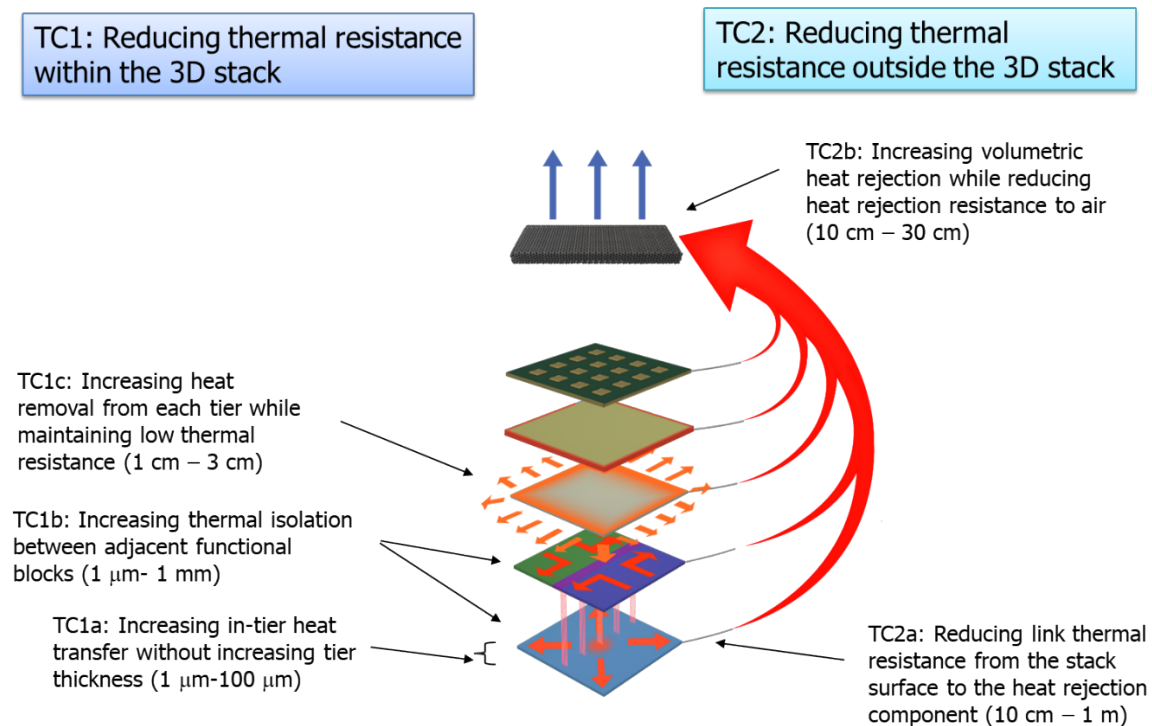 TC1: Reducing thermal resistance
within the 3D stack
TC2: Reducing thermal
resistance outside the 3D stack
TC2b: Increasing volumetric
heat rejection while reducing
heat rejection resistance to air
(10 cm – 30 cm)
TC1c: Increasing heat
removal from each tier while
maintaining low thermal
resistance (1 cm – 3 cm)
TC1b: Increasing thermal isolation
between adjacent functional
blocks (1 μm- 1 mm)
TC1a: Increasing in-tier heat
transfer without increasing tier
thickness (1 μm-100 μm)
TC2a: Reducing link thermal
resistance from the stack
surface to the heat rejection
component (10 cm – 1 m)